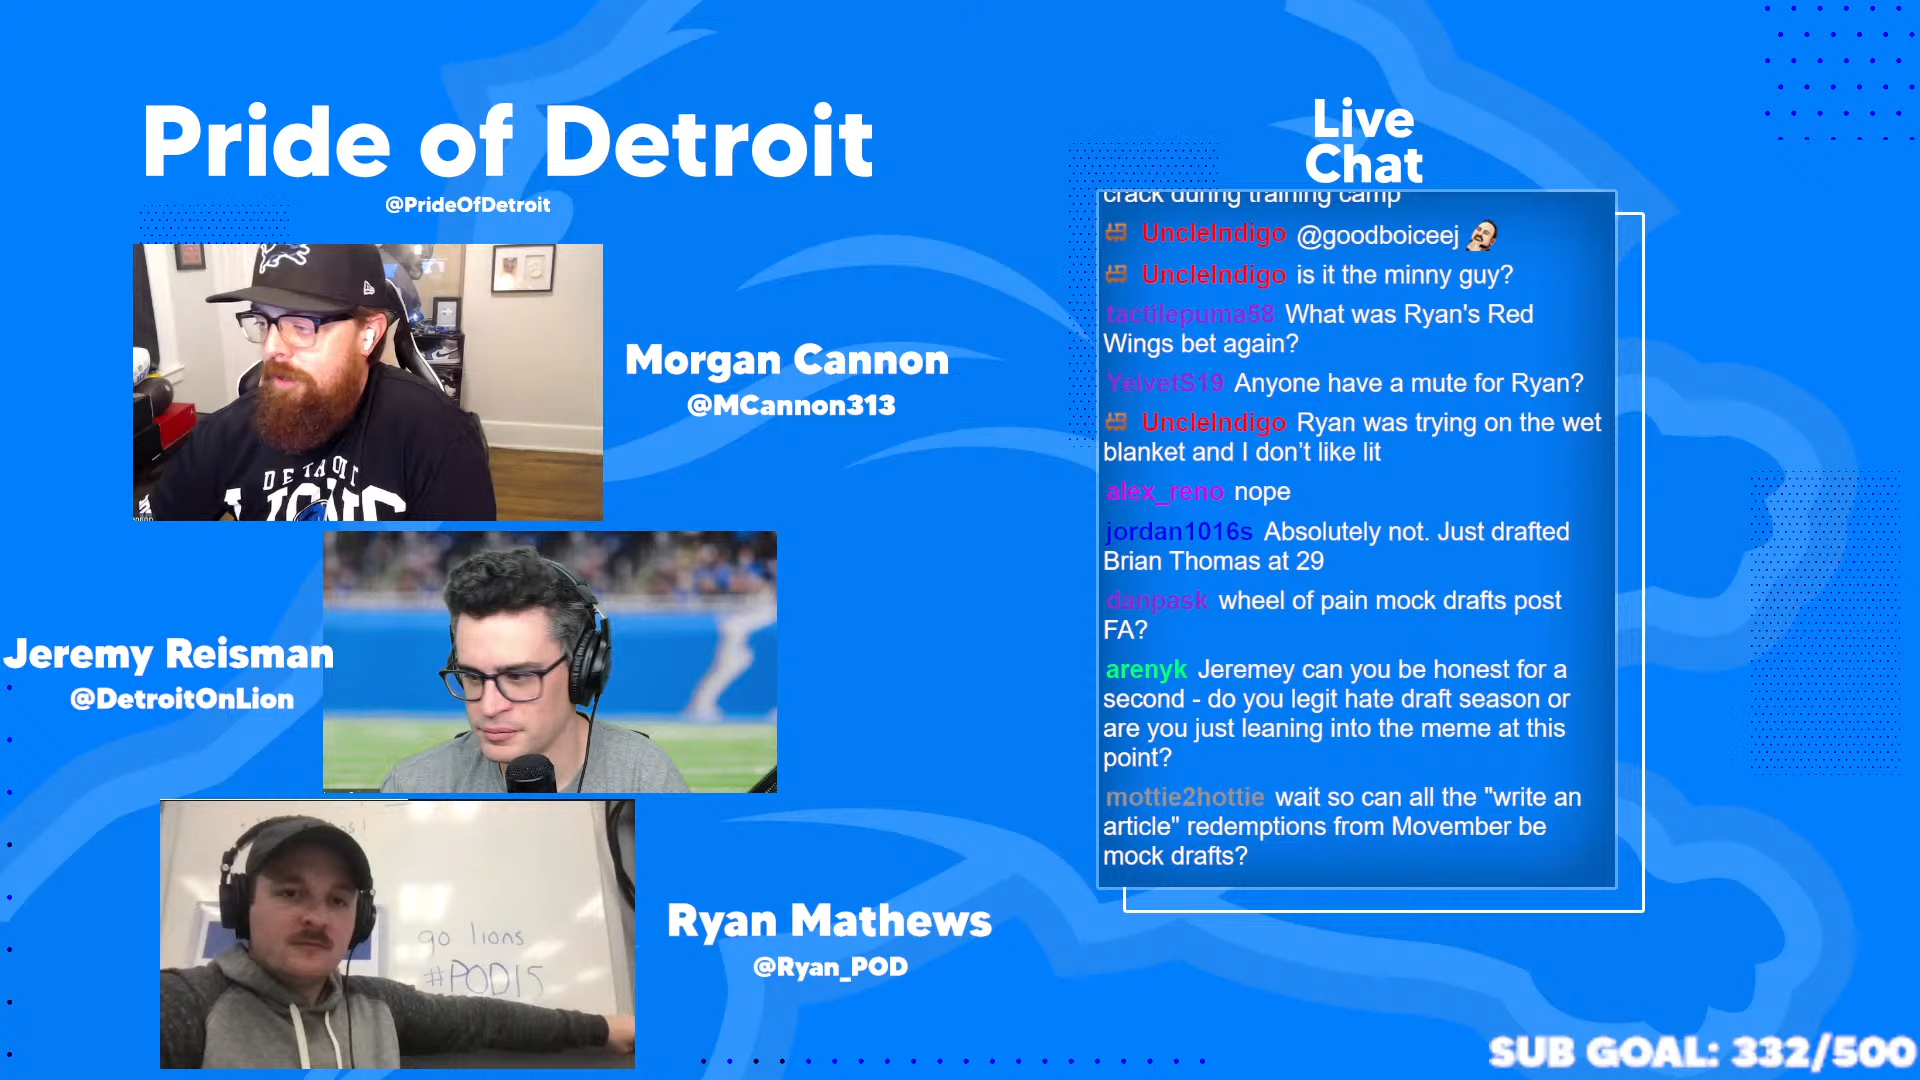 Pride of Detroit
@PrideOfDetroit
Live
Chat
crack during training camp
UncleIndigo @goodboiceej
UncleIndigo is it the minny guy?
tactilepuma58 What was Ryan's Red
Wings bet again?
YelvetS19 Anyone have a mute for Ryan?
UncleIndigo Ryan was trying on the wet
blanket and I don’t like lit
alex_reno nope
jordan1016s Absolutely not. Just drafted
Brian Thomas at 29
danpask wheel of pain mock drafts post
FA?
arenyk Jeremey can you be honest for a
second - do you legit hate draft season or
are you just leaning into the meme at this
point?
mottie2hottie wait so can all the "write an
article" redemptions from Movember be
mock drafts?
DETROIT
LIONS
Morgan Cannon
@MCannon313
Jeremy Reisman
@DetroitOnLion
go lions
#POD15
Ryan Mathews
@Ryan_POD
SUB GOAL: 332/500